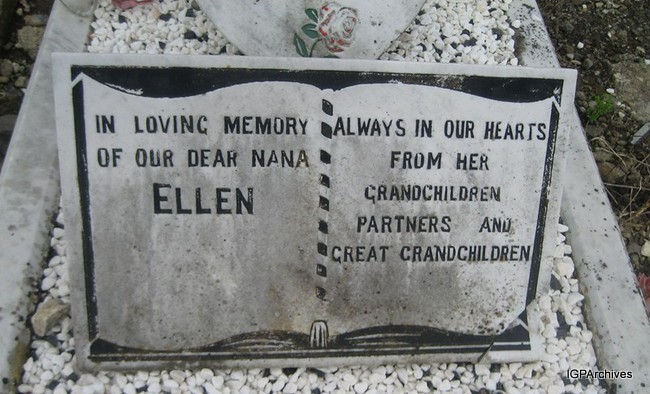 IN LOVING MEMORY
OF OUR DEAR NANA
ELLEN
ALWAYS IN OUR HEARTS
FROM HER
GRANDCHILDREN
PARTNERS AND
GREAT GRANDCHILDREN
IGPArchives